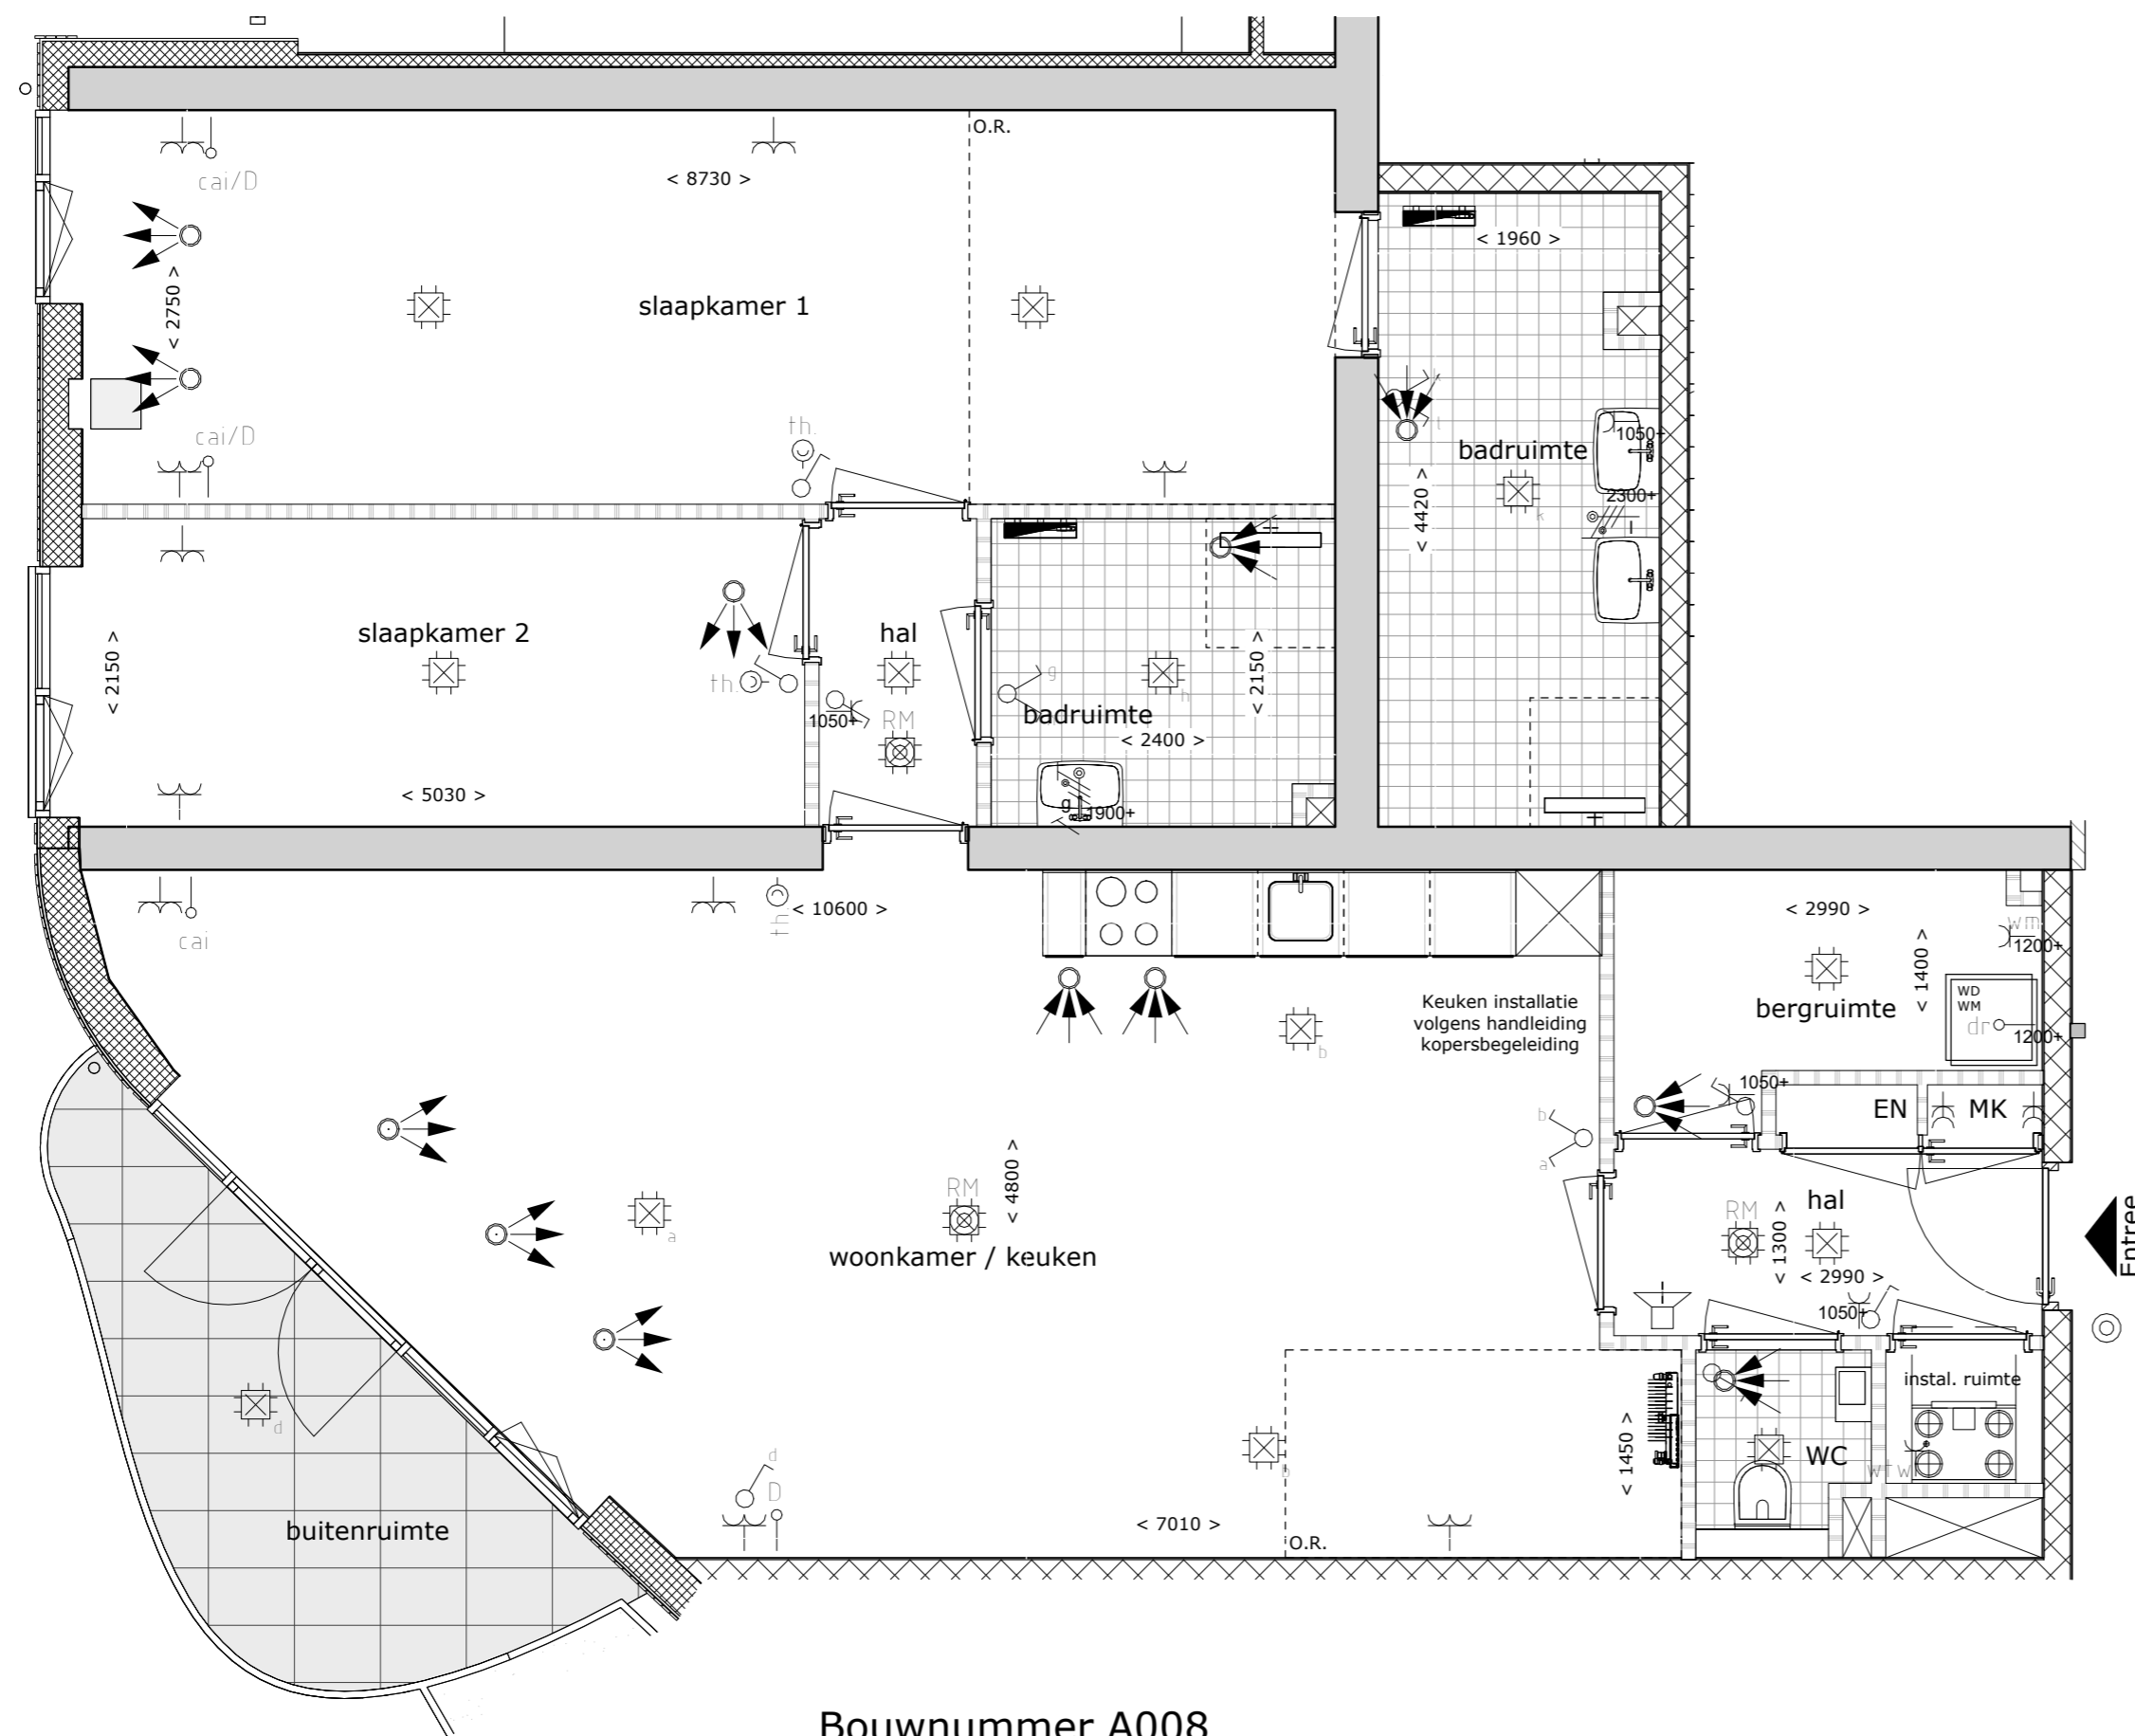 O.R.
cai/D
< 8730 >
< 1960 >
< 2750 >
slaapkamer 1
cai/D
th.
k
l
1050+
badruimte
< 4420 >
2300+
k
l
slaapkamer 2
hal
< 2150 >
th.
g
h
< 2150 >
1050+
RM
badruimte
< 2400 >
< 5030 >
g
1900+
cai
th.
< 10600 >
< 2990 >
wm
1200+
< 1400 >
Keuken installatie
volgens handleiding
kopersbegeleiding
b
bergruimte
WD
WM
dr
1200+
1050+
EN
MK
b
a
RM
< 4800 >
a
woonkamer / keuken
hal
RM
< 1300 >
< 2990 >
1050+
Entree
instal. ruimte
d
b
< 1450 >
WC
wtw
d
D
buitenruimte
< 7010 >
O.R.
Bouwnummer A008